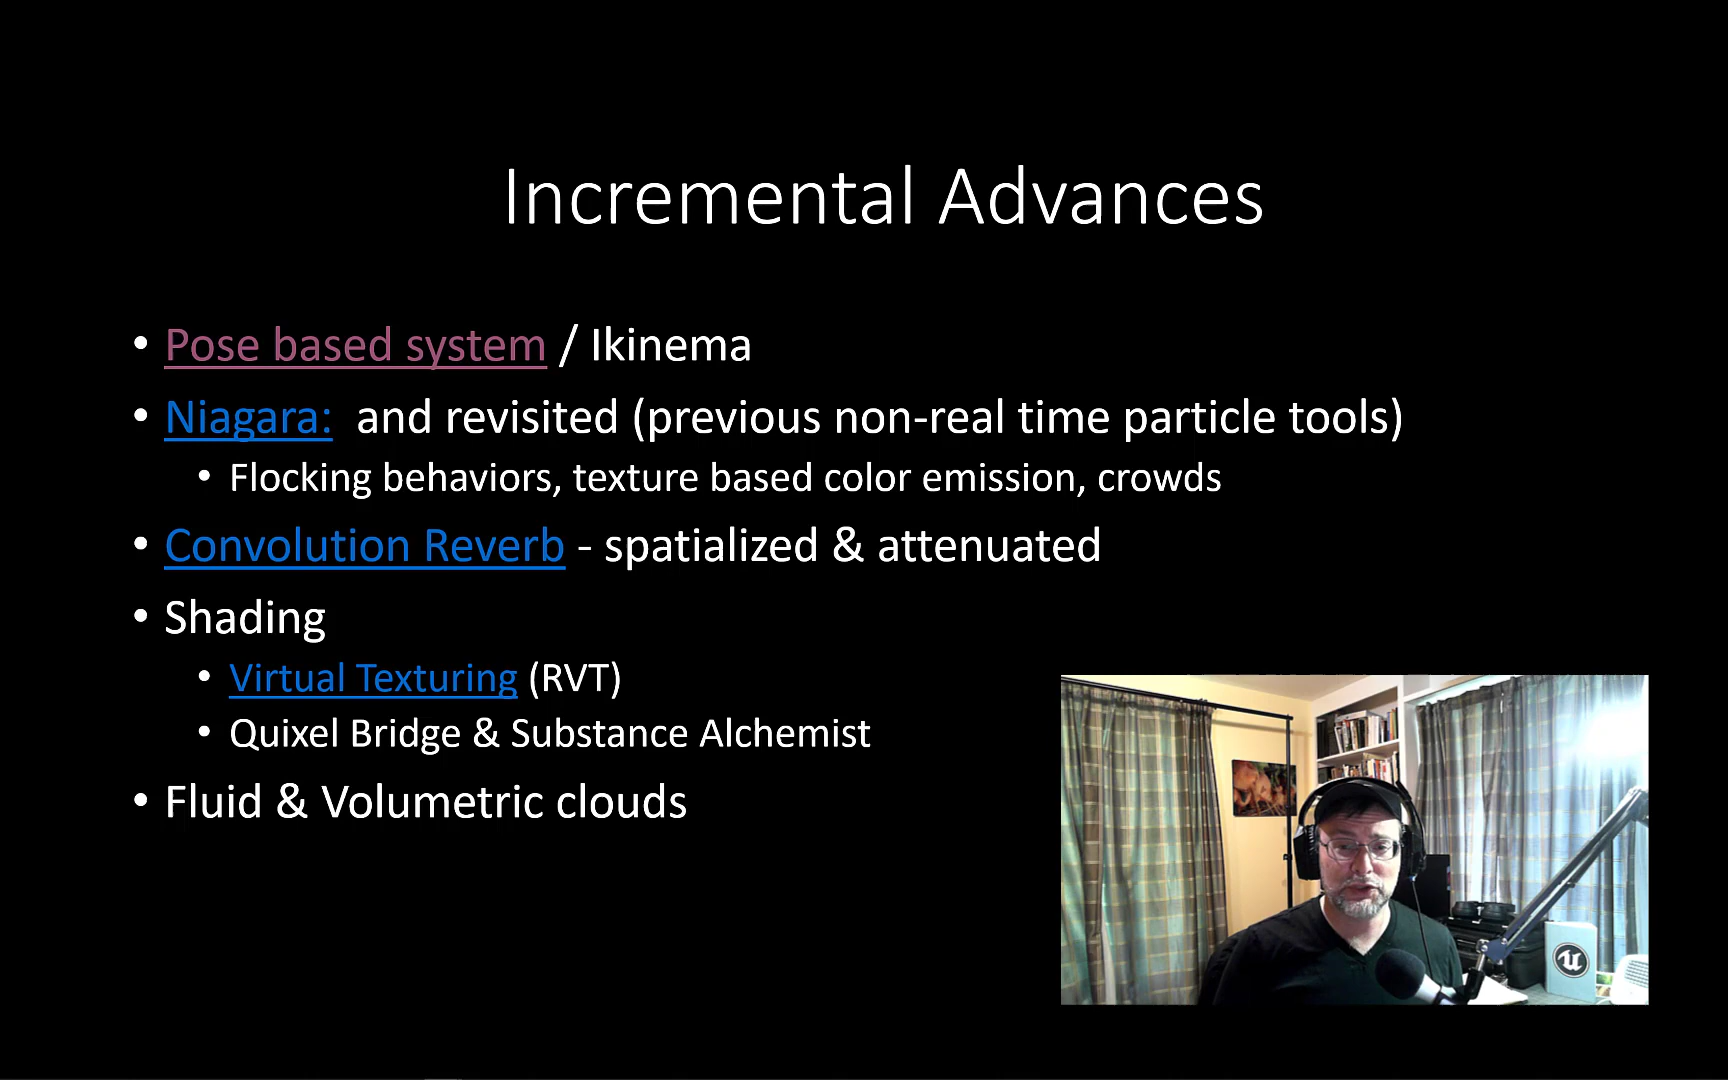 Incremental Advances
• Pose based system / Ikinema
• Niagara:  and revisited (previous non-real time particle tools)
• Flocking behaviors, texture based color emission, crowds
• Convolution Reverb - spatialized & attenuated
• Shading
• Virtual Texturing (RVT)
• Quixel Bridge & Substance Alchemist
• Fluid & Volumetric clouds